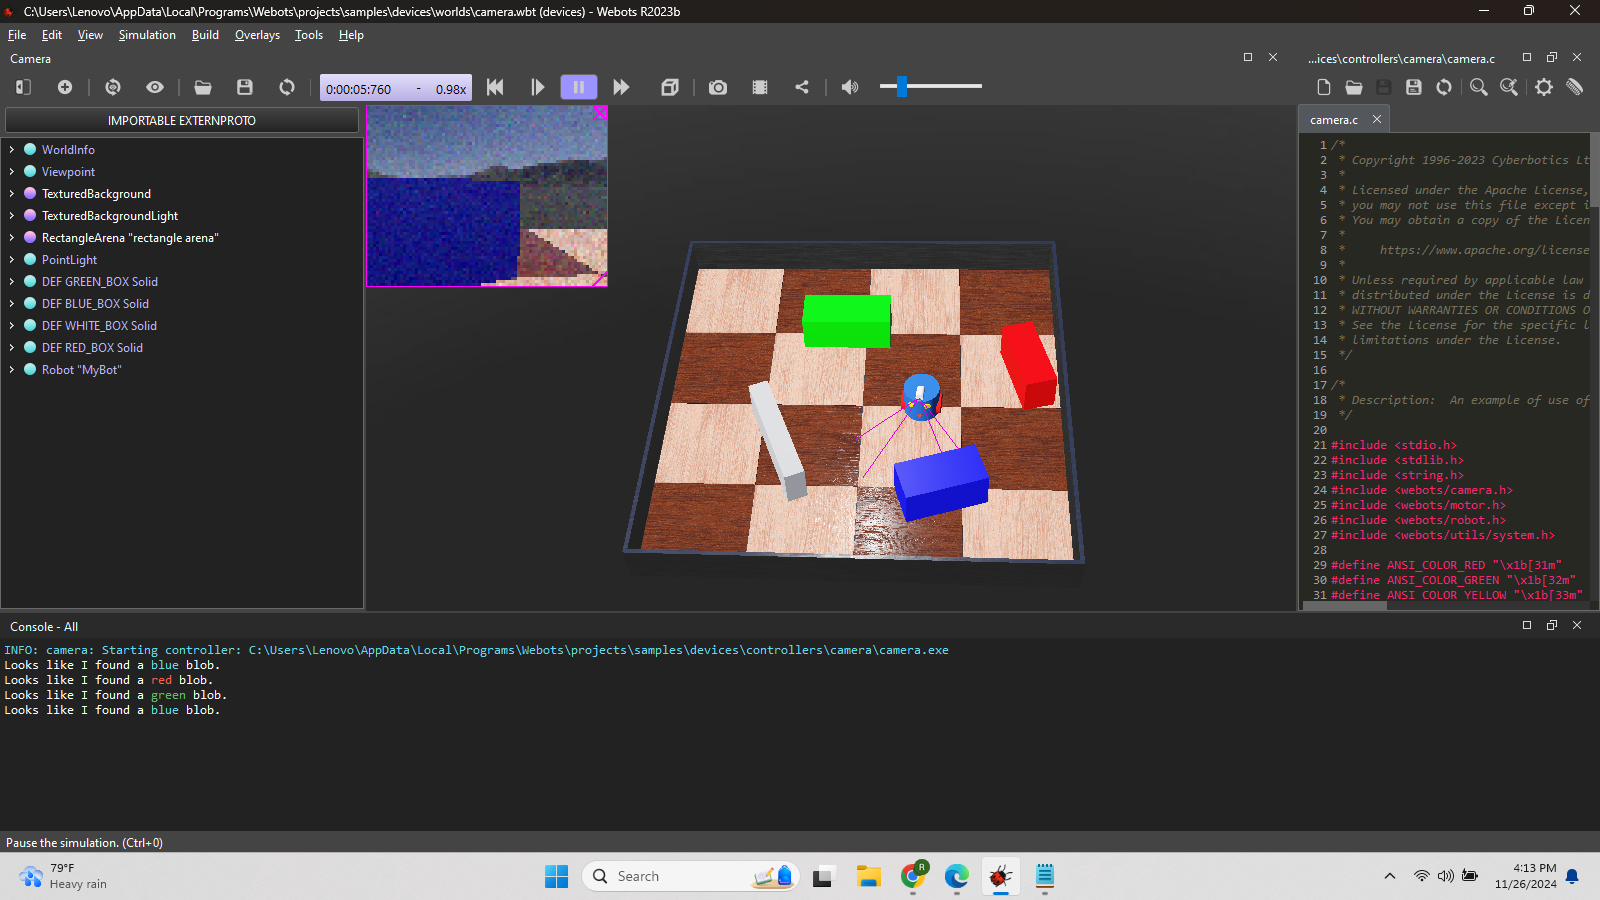 C:\Users\Lenovo\AppData\Local\Programs\Webots\projects\samples\devices\worlds\camera.wbt (devices) - Webots R2023b
File Edit View Simulation Build Overlays Tools Help
Camera
...ices\controllers\camera\camera.c
0:00:05:760 - 0.98x
IMPORTABLE EXTERNPROTO
WorldInfo
Viewpoint
TexturedBackground
TexturedBackgroundLight
RectangleArena "rectangle arena"
PointLight
DEF GREEN_BOX Solid
DEF BLUE_BOX Solid
DEF WHITE_BOX Solid
DEF RED_BOX Solid
Robot "MyBot"
camera.c
1 /*
2 * Copyright 1996-2023 Cyberbotics Lt
3 *
4 * Licensed under the Apache License,
5 * you may not use this file except i
6 * You may obtain a copy of the Licen
7 *
8 * https://www.apache.org/license
9 *
10 * Unless required by applicable law
11 * distributed under the License is d
12 * WITHOUT WARRANTIES OR CONDITIONS O
13 * See the License for the specific l
14 * limitations under the License.
15 */
16
17 /*
18 * Description: An example of use of
19 */
20
21 #include <stdio.h>
22 #include <stdlib.h>
23 #include <string.h>
24 #include <webots/camera.h>
25 #include <webots/motor.h>
26 #include <webots/robot.h>
27 #include <webots/utils/system.h>
28
29 #define ANSI_COLOR_RED "\x1b[31m"
30 #define ANSI_COLOR_GREEN "\x1b[32m"
31 #define ANSI_COLOR_YELLOW "\x1b[33m"
Console - All
INFO: camera: Starting controller: C:\Users\Lenovo\AppData\Local\Programs\Webots\projects\samples\devices\controllers\camera\camera.exe
Looks like I found a blue blob.
Looks like I found a red blob.
Looks like I found a green blob.
Looks like I found a blue blob.
Pause the simulation. (Ctrl+0)
79°F
Heavy rain
Search
R
4:13 PM
11/26/2024